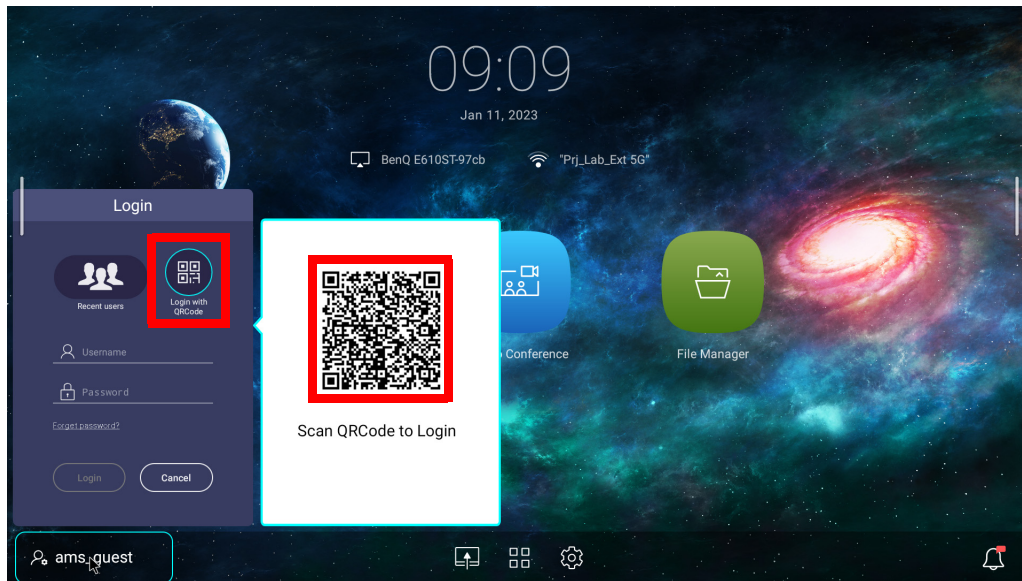 09:09
Jan 11, 2023
BenQ E610ST-97cb
"Prj_Lab_Ext 5G"
Login
Recent users
Login with
QRCode
Username
Password
Forget password?
Login
Cancel
Scan QRCode to Login
Conference
File Manager
ams_guest